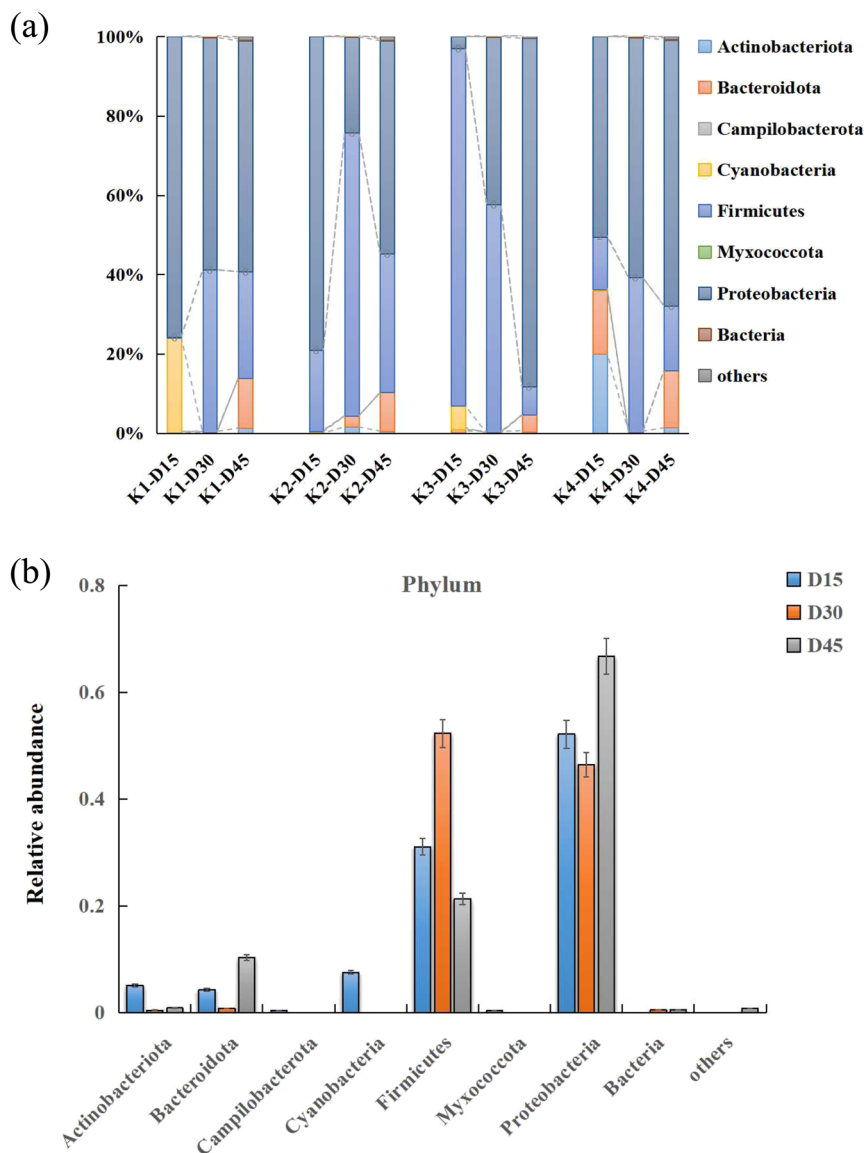 (a)
100%
80%
60%
40%
20%
0%
K1-D15
K1-D30
K1-D45
K2-D15
K2-D30
K2-D45
K3-D15
K3-D30
K3-D45
K4-D15
K4-D30
K4-D45
Actinobacteriota
Bacteroidota
Campilobacterota
Cyanobacteria
Firmicutes
Myxococcota
Proteobacteria
Bacteria
others
(b)
Phylum
D15
D30
D45
Relative abundance
0.8
0.6
0.4
0.2
0
Actinobacteriota
Bacteroidota
Campilobacterota
Cyanobacteria
Firmicutes
Myxococcota
Proteobacteria
Bacteria
others